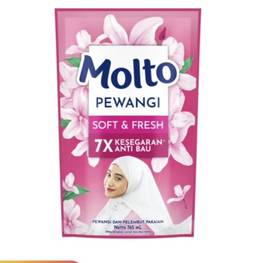 Molto
PEWANGI
SOFT & FRESH
7X KESEGARAN*
ANTI BAU
PEWANGI DAN PELEMBUT PAKAIAN